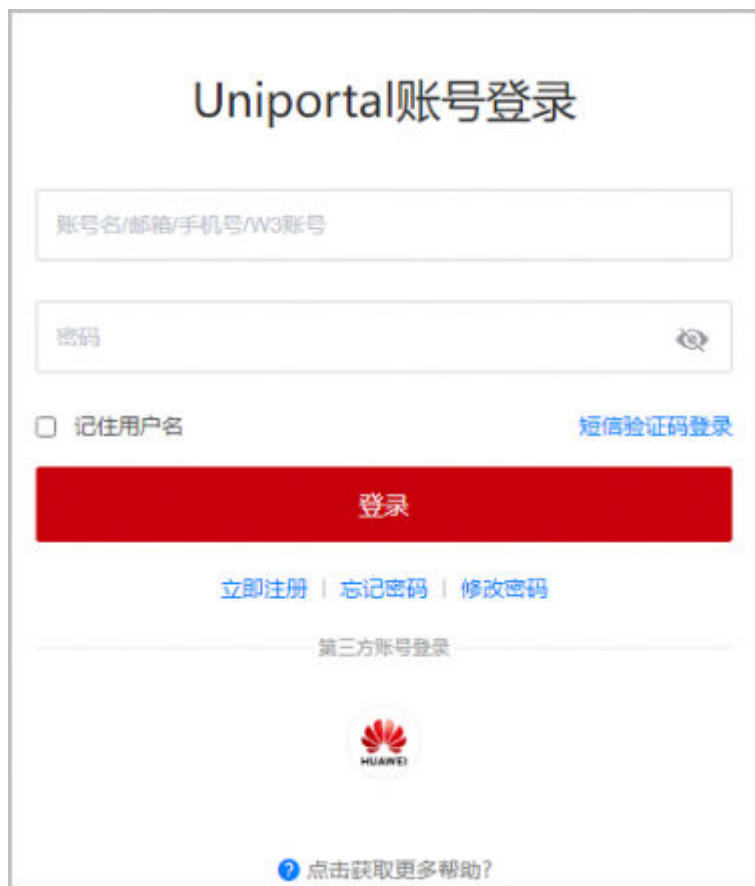 Uniportal账号登录
账号名/邮箱/手机号/W3账号
密码
记住用户名 短信验证码登录
登录
立即注册 | 忘记密码 | 修改密码
第三方账号登录
HUAWEI
? 点击获取更多帮助?